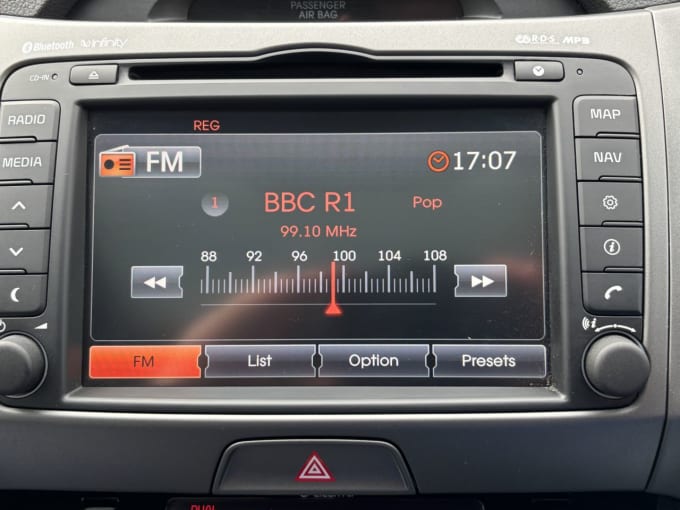 PASSENGER
AIR BAG
Bluetooth infinity R·D·S MP3
CD-IN
RADIO
MEDIA
MAP
NAV
REG
FM 17:07
1 BBC R1 Pop
99.10 MHz
88 92 96 100 104 108
FM List Option Presets